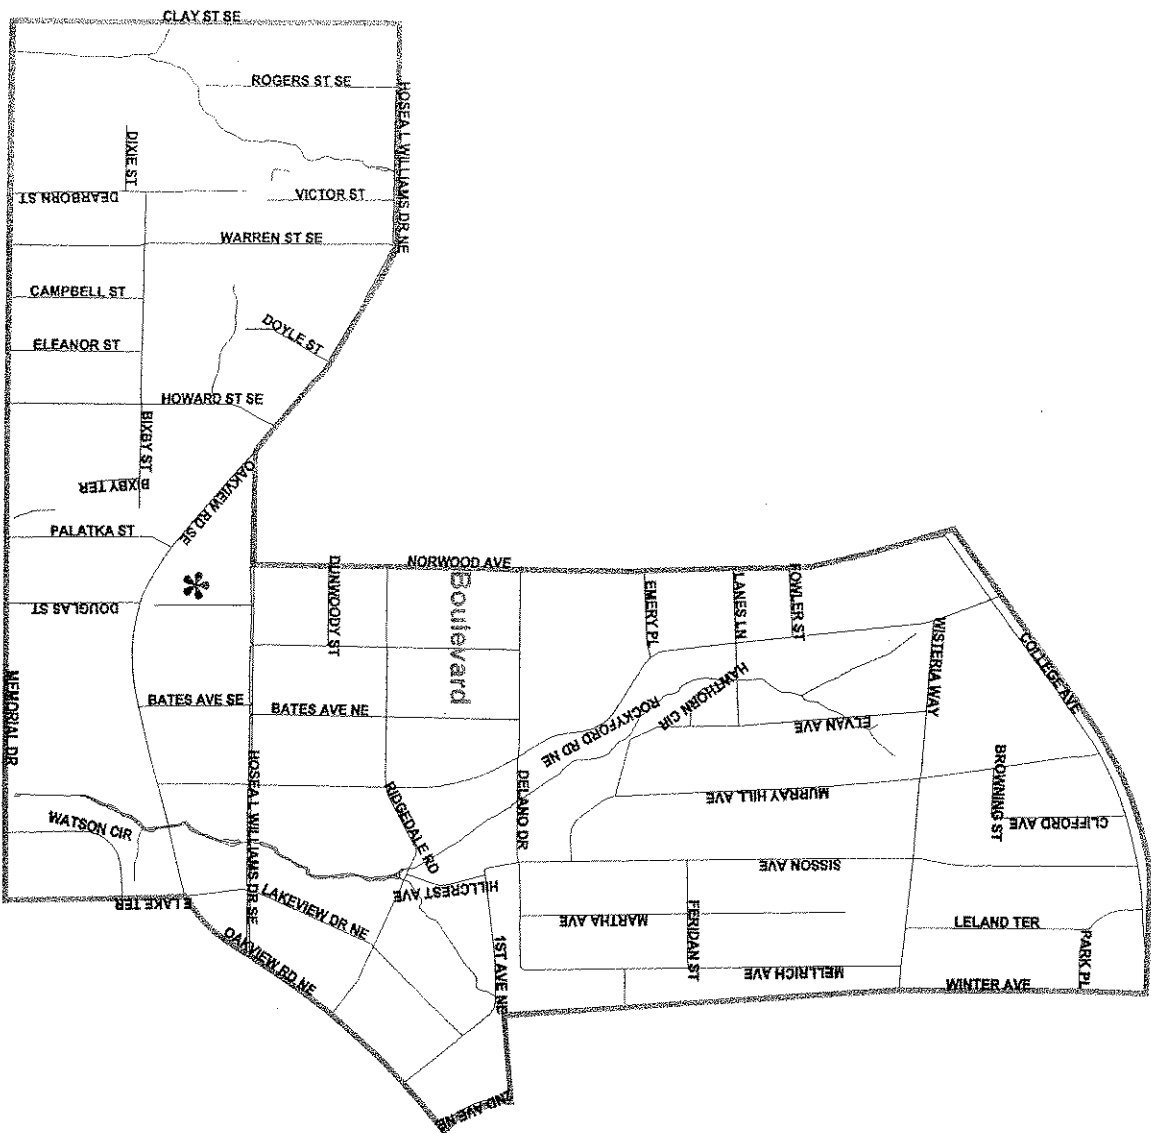 CLAY ST SE
ROGERS ST SE
HOSEA L WILLIAMS DR NE
DIXIE ST
DEARBORN ST
VICTOR ST
WARREN ST SE
CAMPBELL ST
DOYLE ST
ELEANOR ST
HOWARD ST SE
BIXBY ST
BIXBY TER
OAKVIEW RD SE
PALATKA ST
NORWOOD AVE
DUNWOODY ST
Boulevard
EMERY PL
LANES LN
FOWLER ST
DOUGLAS ST
WISTERIA WAY
COLLEGE AVE
MEMORIAL DR
BATES AVE SE
BATES AVE NE
HAWTHORN CIR
ROCKYFORD RD NE
ELVAN AVE
HOSEA L WILLIAMS DR SE
RIDGEDALE RD
DELAND DR
MURRAY HILL AVE
BROWNING ST
CLIFFORD AVE
WATSON CIR
SISSON AVE
HILLCREST AVE
E LAKE TER
LAKEVIEW DR NE
MARTHA AVE
FERIDAN ST
LELAND TER
OAKVIEW RD NE
1ST AVE NE
MELLRICH AVE
PARK PL
WINTER AVE
2ND AVE NE